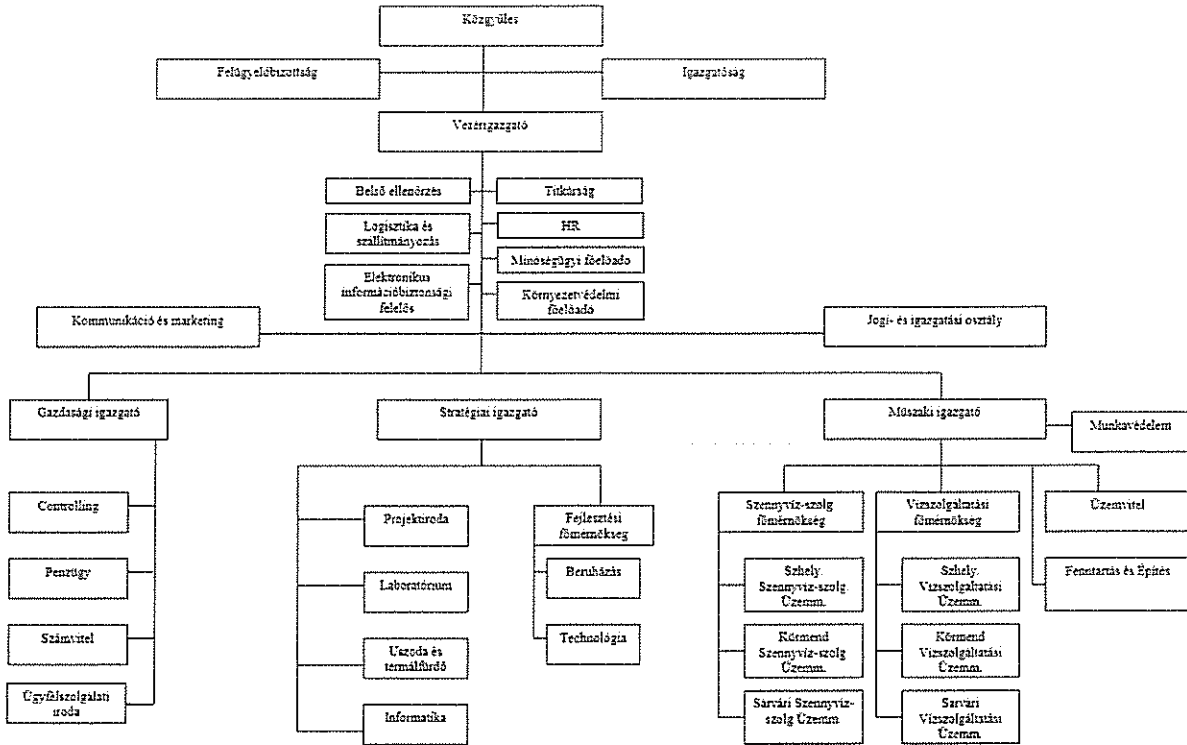 Közgyűlés
Felügyelőbizottság
Igazgatóság
Vezérigazgató
Belső ellenőrzés
Titkárság
Logisztika és
szállítmányozás
HR
Minőségügyi főelőadó
Elektronikus
információbiztonsági
felelős
Környezetvédelmi
főelőadó
Kommunikáció és marketing
Jogi- és igazgatási osztály
Gazdasági igazgató
Stratégiai igazgató
Műszaki igazgató
Munkavédelem
Controlling
Pénzügy
Számvitel
Ügyfélszolgálati
iroda
Projektiroda
Laboratórium
Uszoda és
termálfürdő
Informatika
Fejlesztési
főmérnökség
Beruházás
Technológia
Szennyvíz-szolg
főmérnökség
Szhely.
Szennyvíz-szolg.
Üzemm.
Körmend
Szennyvíz-szolg
Üzemm.
Sárvári Szennyvíz-
szolg Üzemm
Vízszolgáltatási
főmérnökség
Szhely.
Vízszolgáltatási
Üzemm.
Körmend
Vízszolgáltatási
Üzemm.
Sárvári
Vízszolgáltatási
Üzemm.
Üzemvitel
Fenntartás és Építés